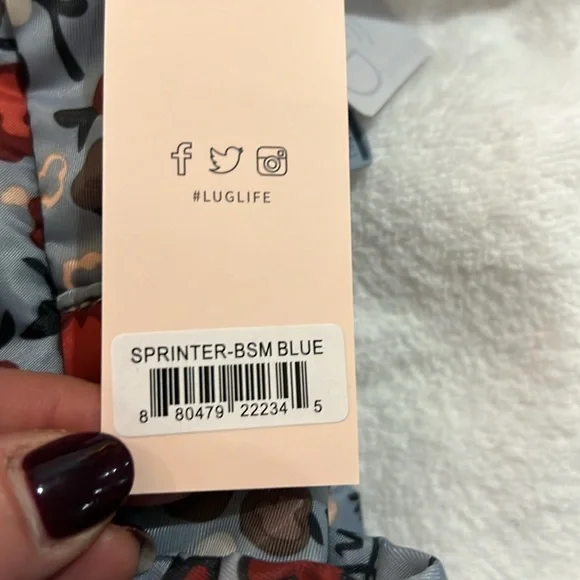 #LUGLIFE
SPRINTER-BSM BLUE
8 80479 22234 5